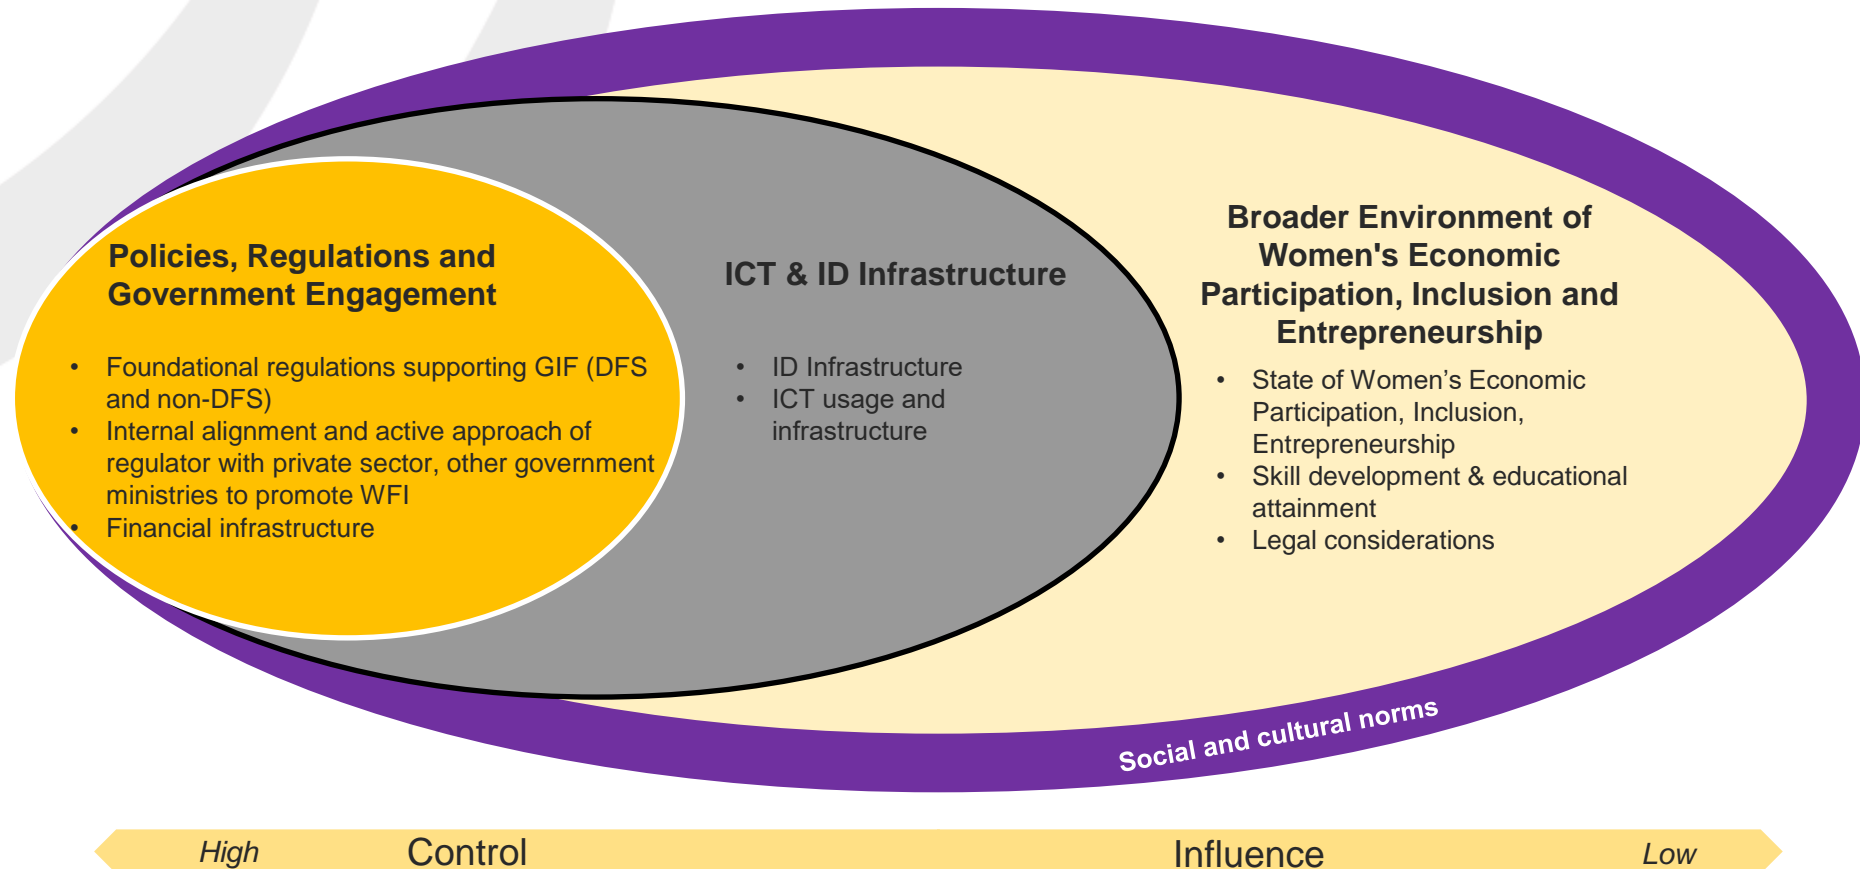 Policies, Regulations and
Government Engagement
• Foundational regulations supporting GIF (DFS
and non-DFS)
• Internal alignment and active approach of
regulator with private sector, other government
ministries to promote WFI
• Financial infrastructure
ICT & ID Infrastructure
• ID Infrastructure
• ICT usage and
infrastructure
Broader Environment of
Women's Economic
Participation, Inclusion and
Entrepreneurship
• State of Women’s Economic
Participation, Inclusion,
Entrepreneurship
• Skill development & educational
attainment
• Legal considerations
Social and cultural norms
High Control Influence Low